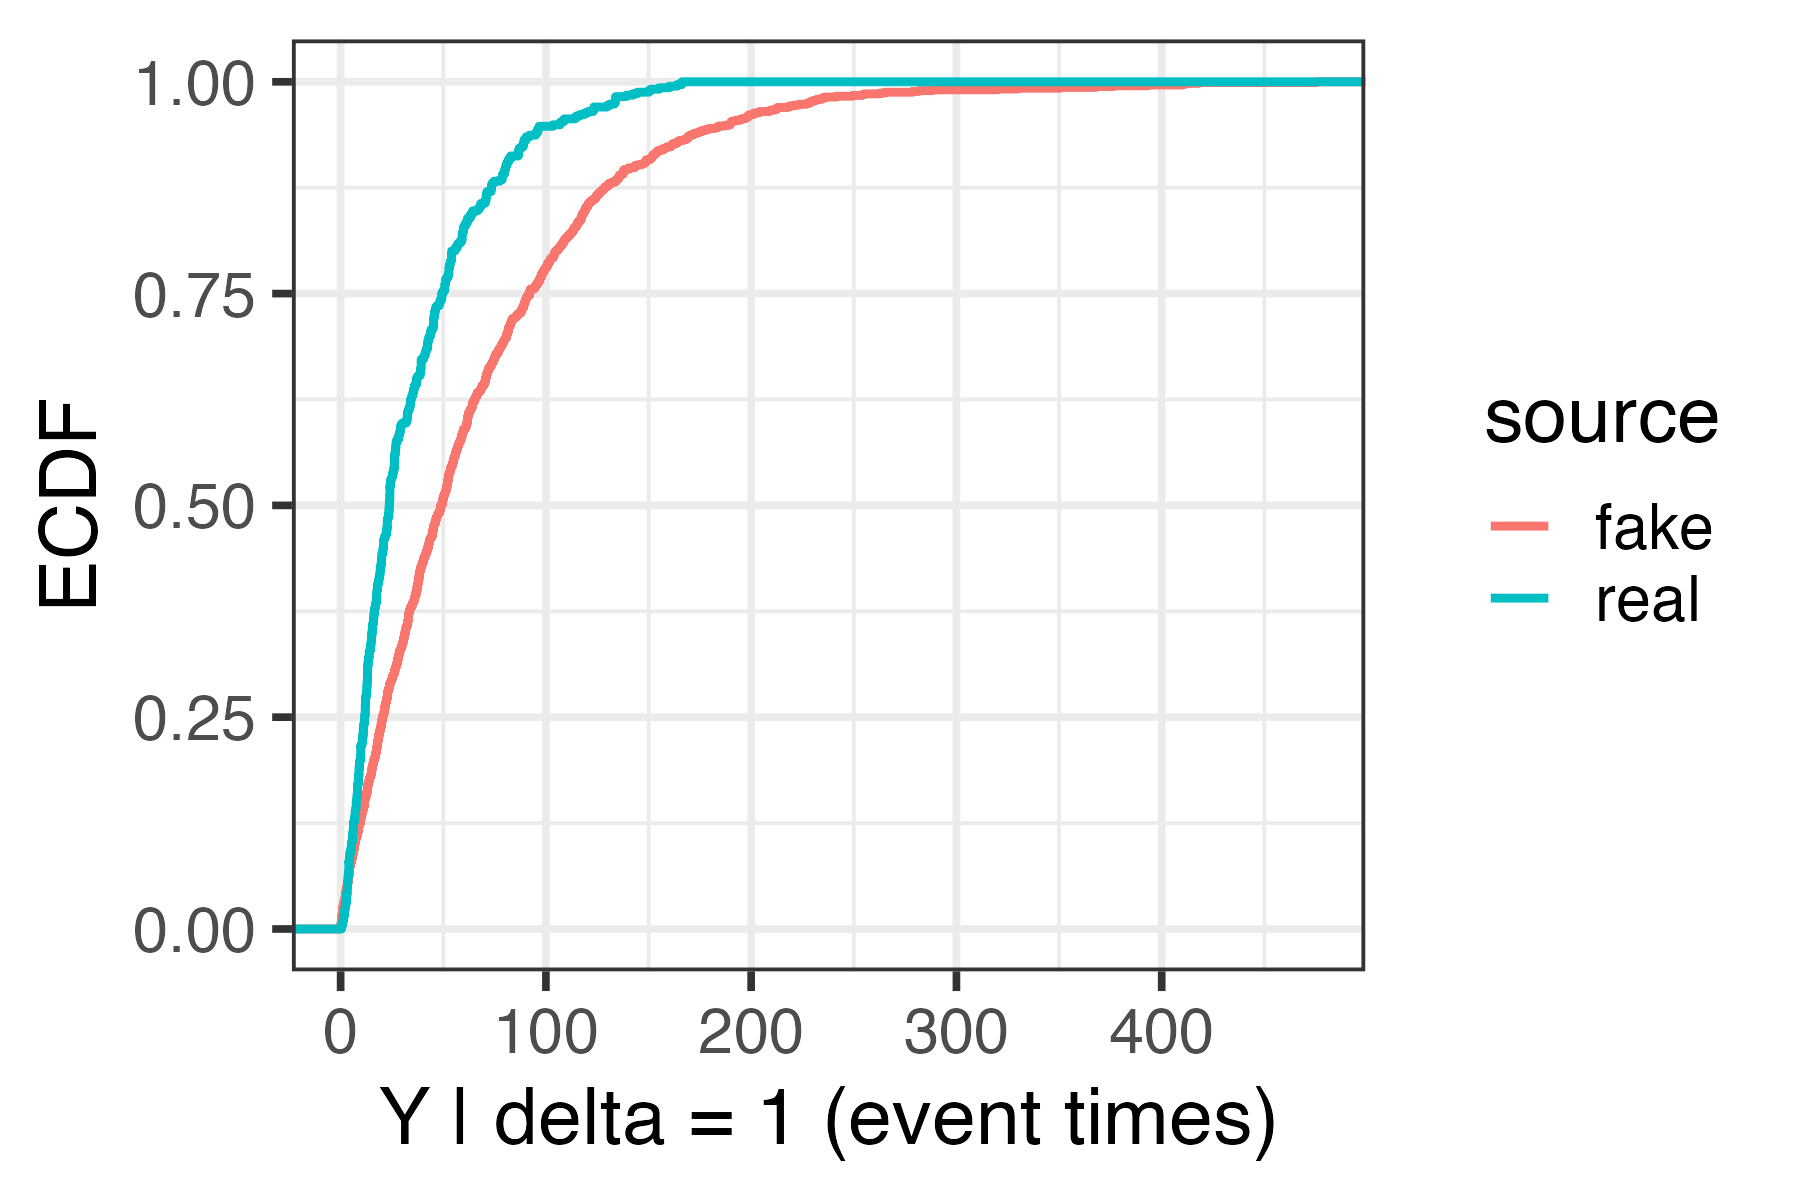 1.00
0.75
0.50
0.25
0.00
ECDF
0 100 200 300 400
Y | delta = 1 (event times)
source
fake
real